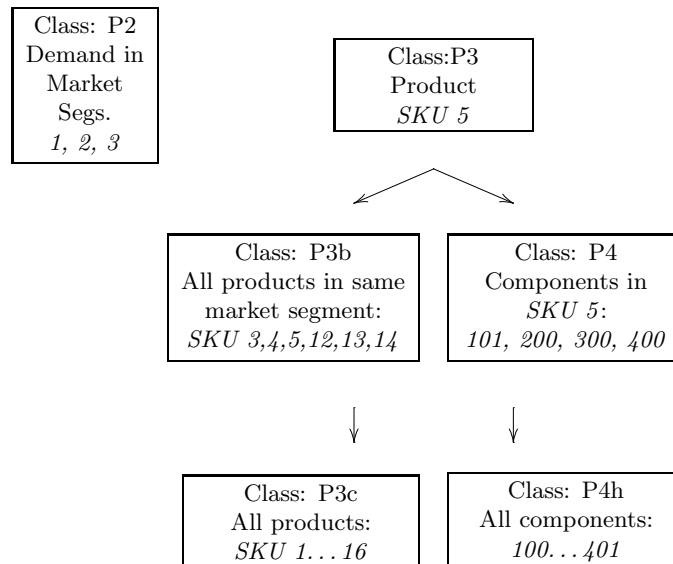 Class: P2
Demand in
Market
Segs.
1, 2, 3
Class:P3
Product
SKU 5
Class: P3b
All products in same
market segment:
SKU 3,4,5,12,13,14
Class: P4
Components in
SKU 5:
101, 200, 300, 400
Class: P3c
All products:
SKU 1...16
Class: P4h
All components:
100...401